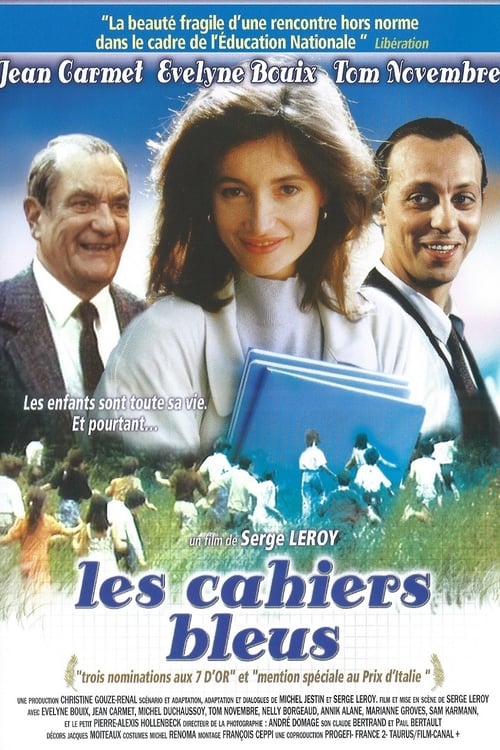 "La beauté fragile d'une rencontre hors norme
dans le cadre de l'Éducation Nationale" Libération
Jean Carmet Evelyne Bouix Tom Novembre
Les enfants sont toute sa vie.
Et pourtant...
un film de Serge LEROY
les cahiers
bleus
"trois nominations aux 7 D'OR" et "mention spéciale au Prix d'Italie"
UNE PRODUCTION CHRISTINE GOUZE-RENAL SCÉNARIO ET ADAPTATION, ADAPTATION ET DIALOGUES DE MICHEL JESTIN ET SERGE LEROY. FILM ET MISE EN SCÈNE DE SERGE LEROY
AVEC EVELYNE BOUIX, JEAN CARMET, MICHEL DUCHAUSSOY, TOM NOVEMBRE, NELLY BORGEAUD, ANNIK ALANE, MARIANNE GROVES, SAM KARMANN,
ET LE PETIT PIERRE-ALEXIS HOLLENBECK DIRECTEUR DE LA PHOTOGRAPHIE : ANDRÉ DOMAGE SON CLAUDE BERTRAND ET PAUL BERTAULT
DÉCORS JACQUES MOITEAUX COSTUMES MICHEL RENOMA MONTAGE FRANÇOIS CEPPI UNE COPRODUCTION PROGEFI- FRANCE 2- TAURUS/FILM-CANAL +